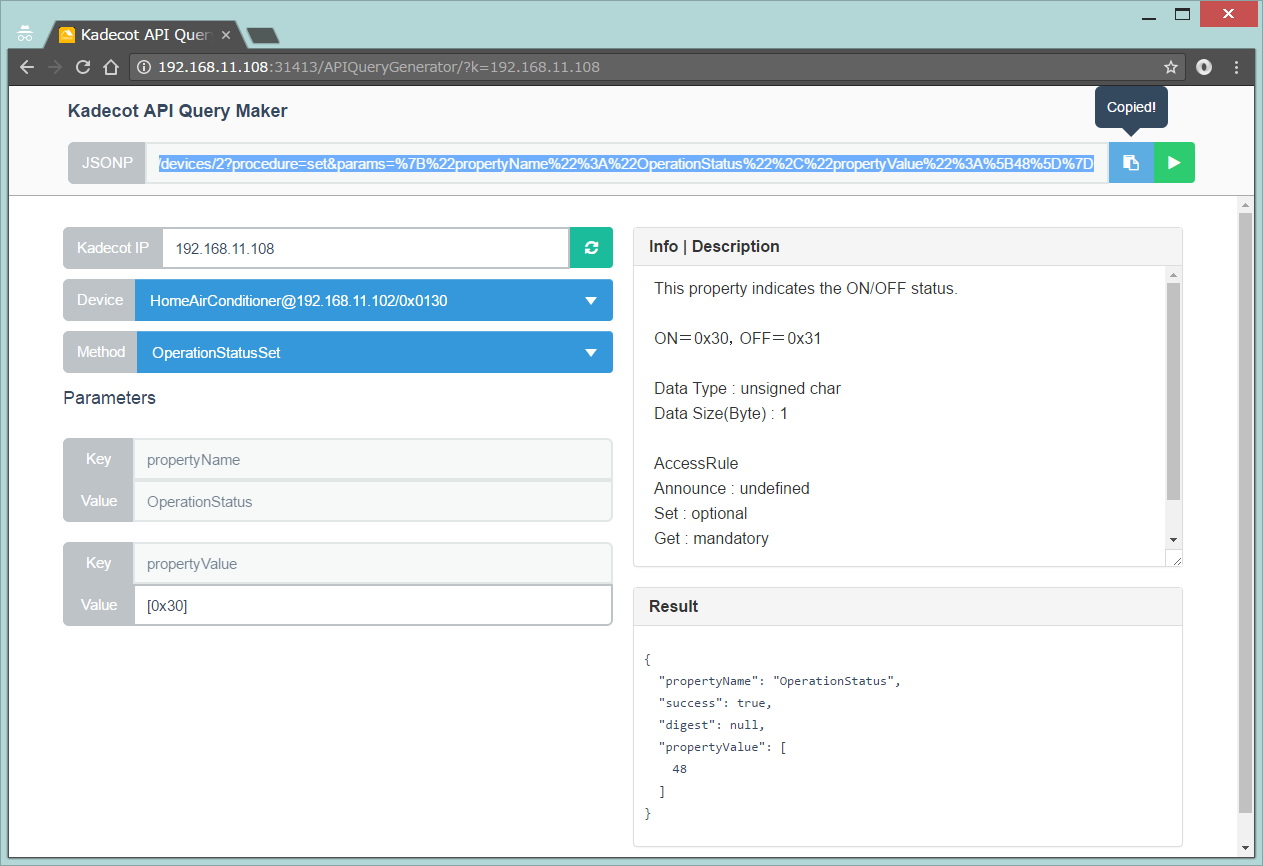 Kadecot API Quer
192.168.11.108:31413/APIQueryGenerator/?k=192.168.11.108
Kadecot API Query Maker
Copied!
JSONP
/devices/2?procedure=set&params=%7B%22propertyName%22%3A%22OperationStatus%22%2C%22propertyValue%22%3A%5B48%5D%7D
Kadecot IP
192.168.11.108
Device
HomeAirConditioner@192.168.11.102/0x0130
Method
OperationStatusSet
Parameters
Key
propertyName
Value
OperationStatus
Key
propertyValue
Value
[0x30]
Info | Description
This property indicates the ON/OFF status.
ON＝0x30，OFF＝0x31
Data Type : unsigned char
Data Size(Byte) : 1
AccessRule
Announce : undefined
Set : optional
Get : mandatory
Result
{
"propertyName": "OperationStatus",
"success": true,
"digest": null,
"propertyValue": [
48
]
}